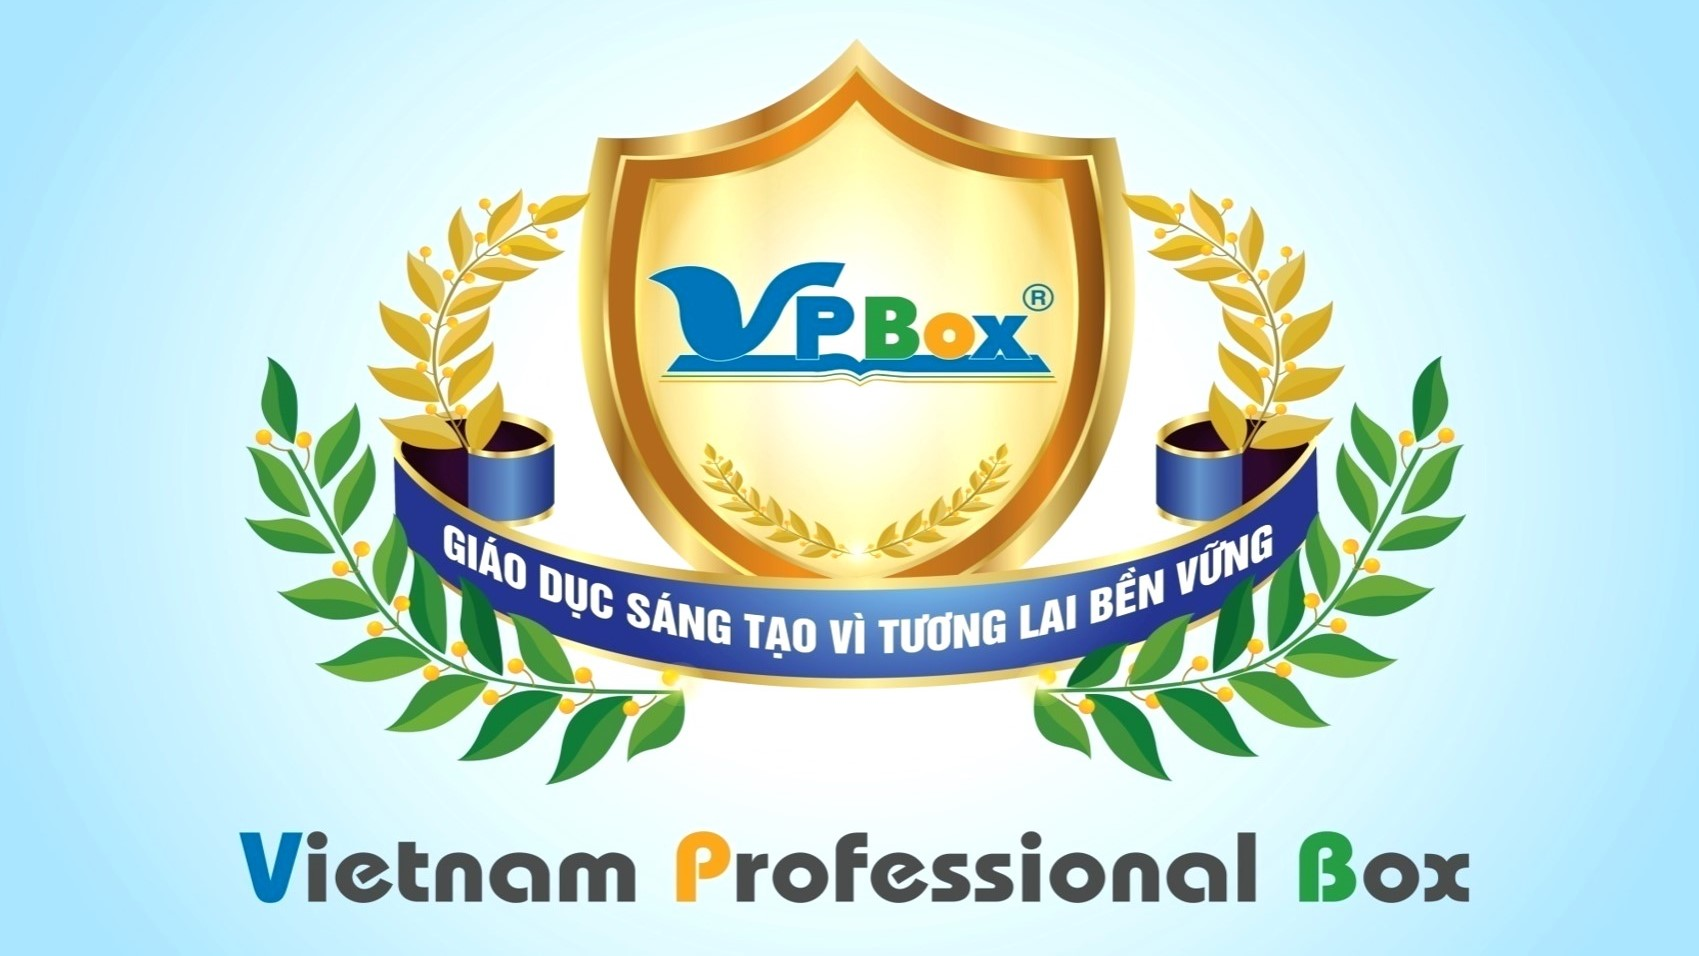 VPBox®
GIÁO DỤC SÁNG TẠO VÌ TƯƠNG LAI BỀN VỮNG
Vietnam Professional Box